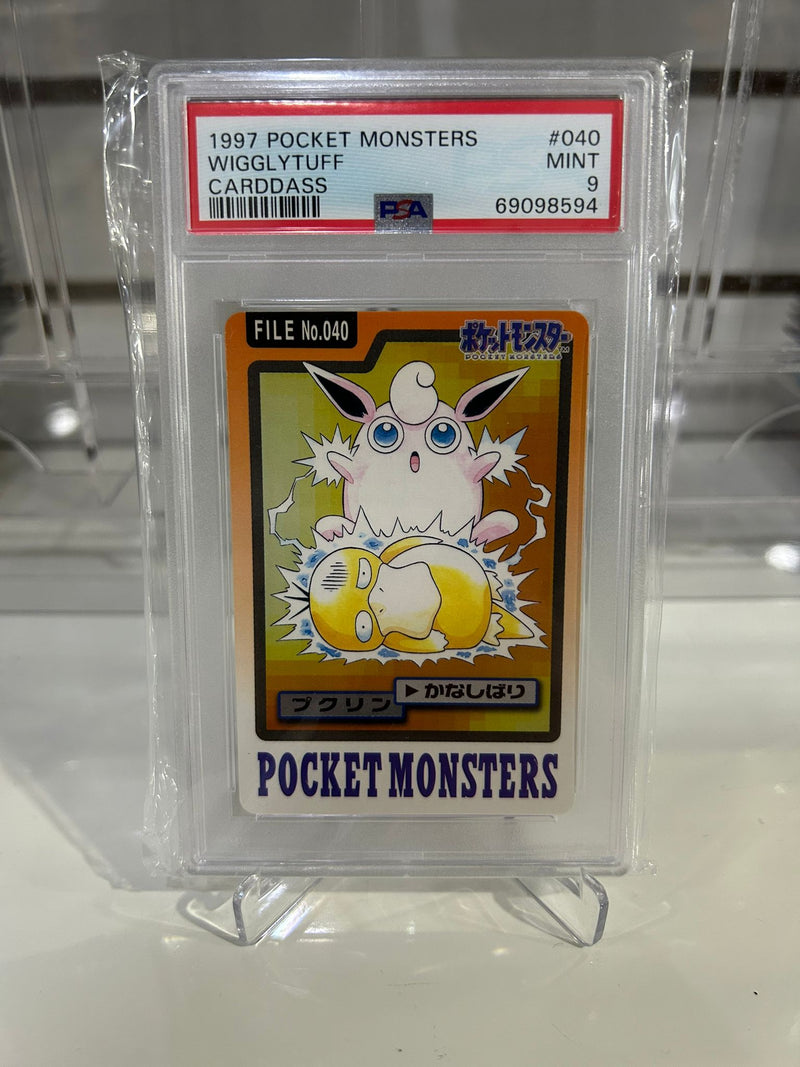 1997 POCKET MONSTERS #040
WIGGLYTUFF MINT
CARDDASS 9
PSA 69098594
FILE No.040
ポケットモンスター
POCKET MONSTERS TM
プクリン
▶かなしばり
POCKET MONSTERS